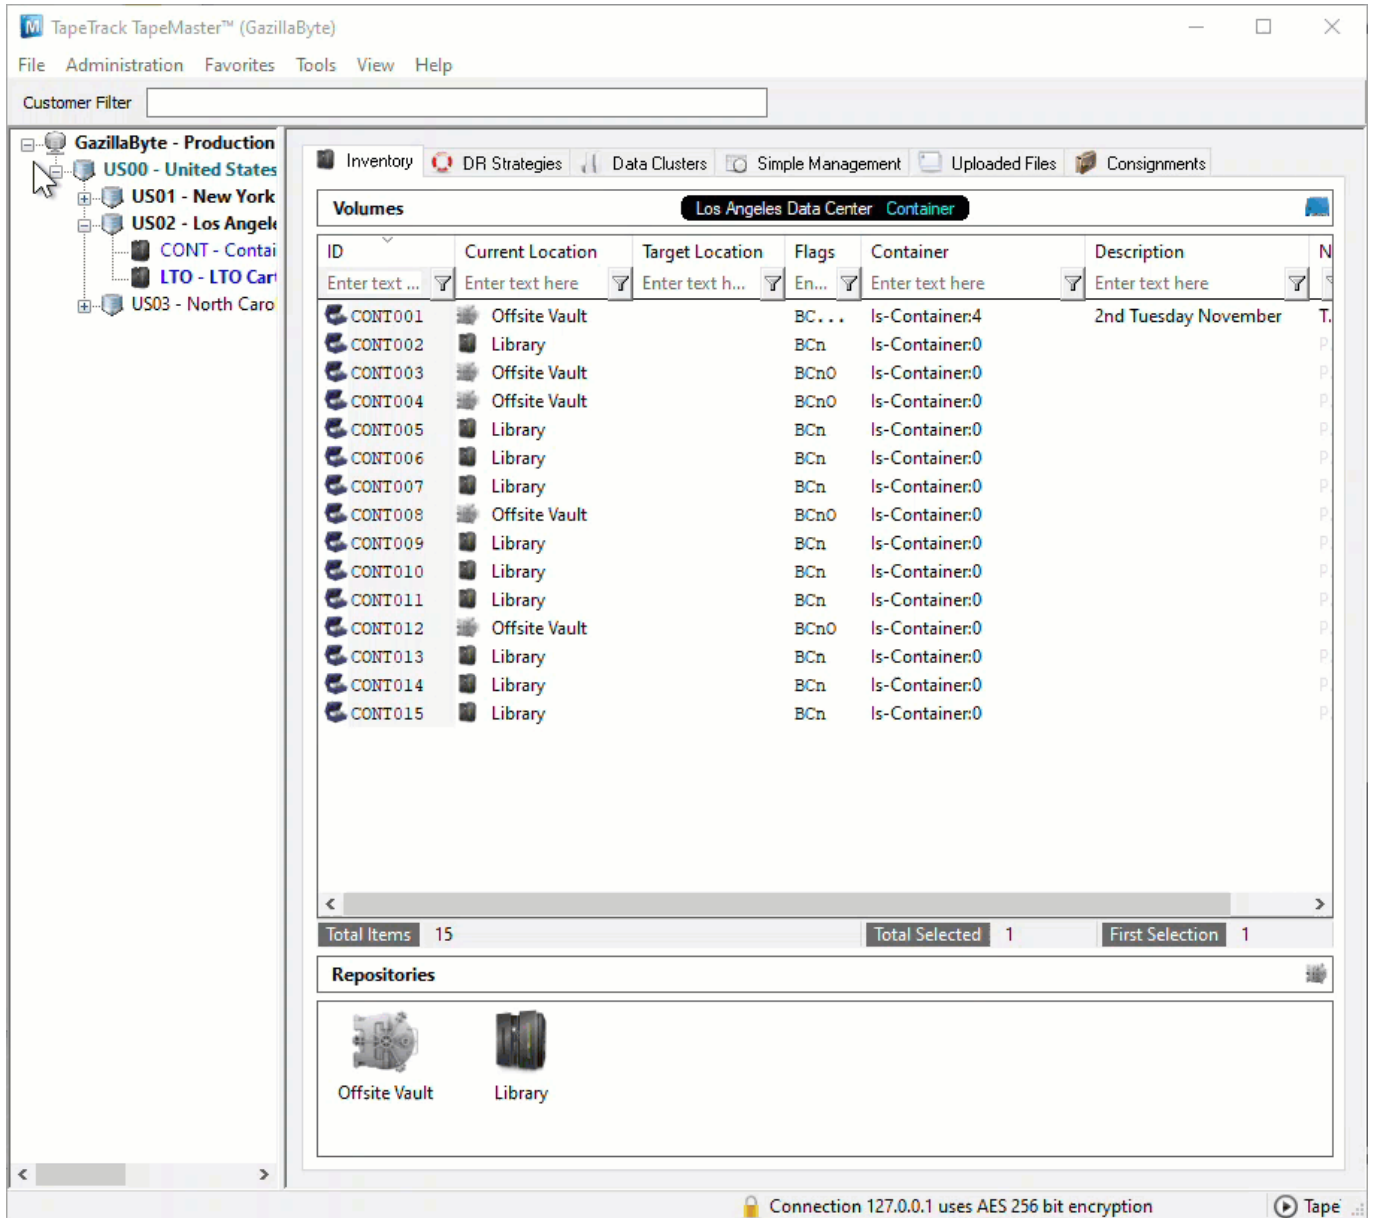 TapeTrack TapeMaster™ (GazillaByte)
File Administration Favorites Tools View Help
Customer Filter
GazillaByte - Production
US00 - United States
US01 - New York
US02 - Los Angele
CONT - Contai
LTO - LTO Cart
US03 - North Caro
Inventory DR Strategies Data Clusters Simple Management Uploaded Files Consignments
Volumes Los Angeles Data Center Container
ID Current Location Target Location Flags Container Description N
Enter text ... Enter text here Enter text h... En... Enter text here Enter text here
CONT001 Offsite Vault BC... Is-Container:4 2nd Tuesday November T.
CONT002 Library BCn Is-Container:0 P.
CONT003 Offsite Vault BCnO Is-Container:0 P.
CONT004 Offsite Vault BCnO Is-Container:0 P.
CONT005 Library BCn Is-Container:0 P.
CONT006 Library BCn Is-Container:0 P.
CONT007 Library BCn Is-Container:0 P.
CONT008 Offsite Vault BCnO Is-Container:0 P.
CONT009 Library BCn Is-Container:0 P.
CONT010 Library BCn Is-Container:0 P.
CONT011 Library BCn Is-Container:0 P.
CONT012 Offsite Vault BCnO Is-Container:0 P.
CONT013 Library BCn Is-Container:0 P.
CONT014 Library BCn Is-Container:0 P.
CONT015 Library BCn Is-Container:0 P.
Total Items 15 Total Selected 1 First Selection 1
Repositories
Offsite Vault Library
Connection 127.0.0.1 uses AES 256 bit encryption Tape